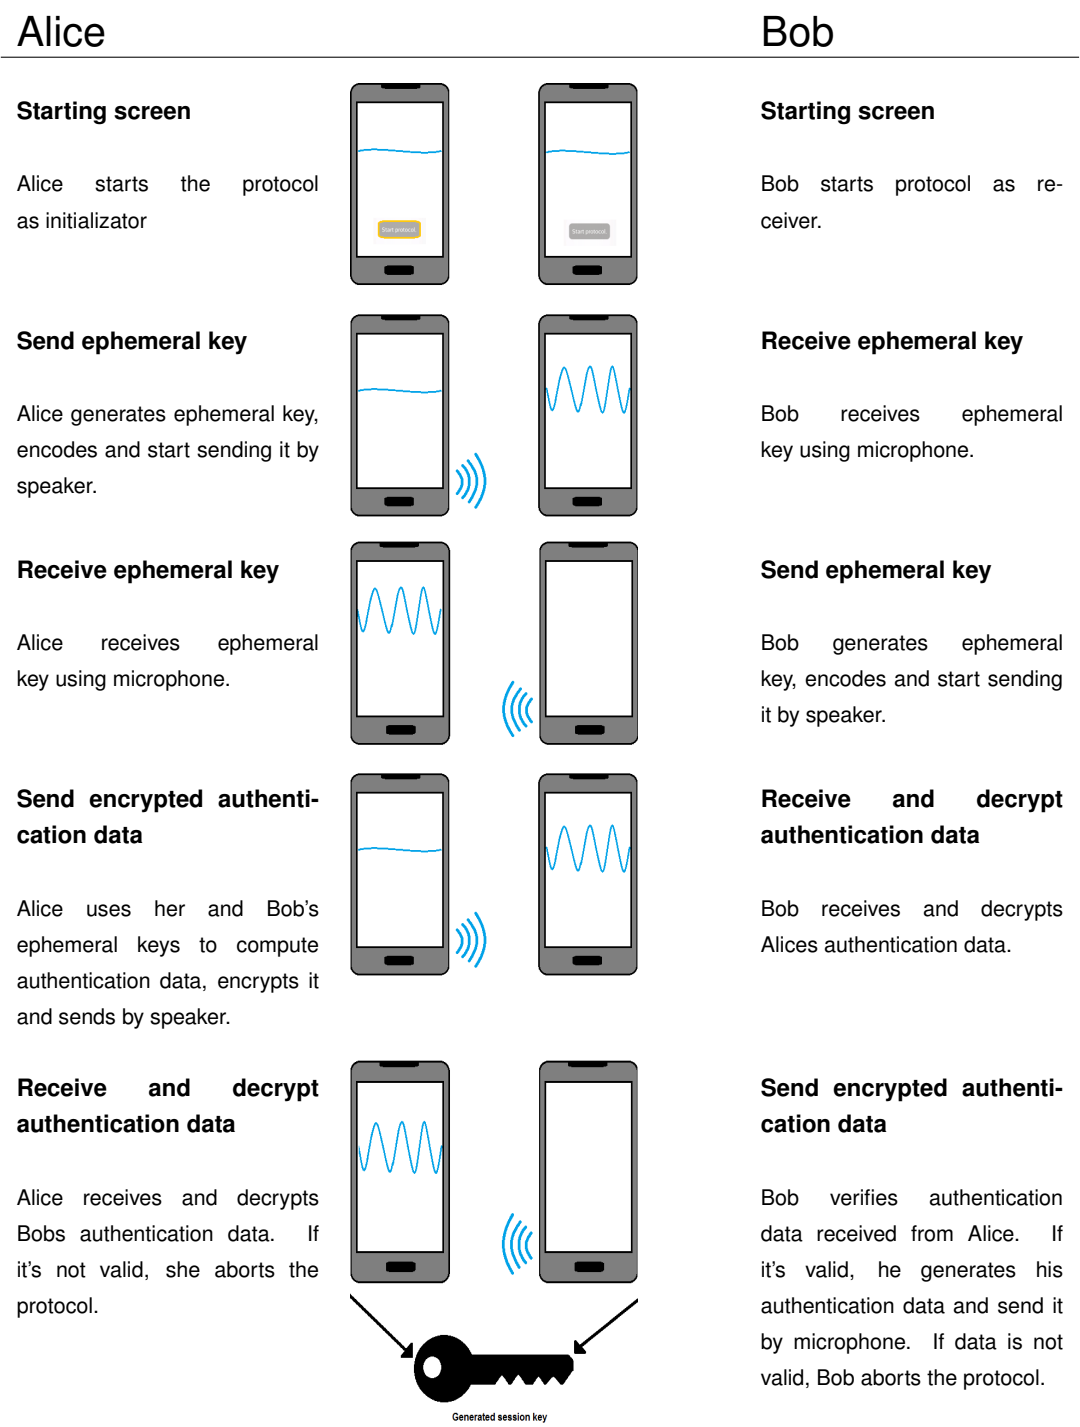 Alice
Bob
Starting screen
Alice starts the protocol
as initializator
Start protocol
Start protocol
Starting screen
Bob starts protocol as re-
ceiver.
Send ephemeral key
Alice generates ephemeral key,
encodes and start sending it by
speaker.
Receive ephemeral key
Bob receives ephemeral
key using microphone.
Receive ephemeral key
Alice receives ephemeral
key using microphone.
Send ephemeral key
Bob generates ephemeral
key, encodes and start sending
it by speaker.
Send encrypted authenti-
cation data
Alice uses her and Bob's
ephemeral keys to compute
authentication data, encrypts it
and sends by speaker.
Receive and decrypt
authentication data
Bob receives and decrypts
Alices authentication data.
Receive and decrypt
authentication data
Alice receives and decrypts
Bobs authentication data. If
it's not valid, she aborts the
protocol.
Send encrypted authenti-
cation data
Bob verifies authentication
data received from Alice. If
it's valid, he generates his
authentication data and send it
by microphone. If data is not
valid, Bob aborts the protocol.
Generated session key